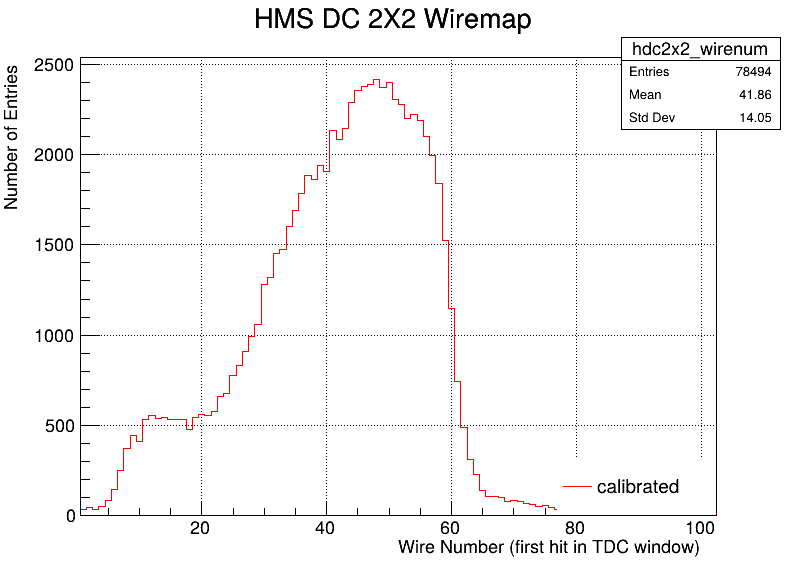 HMS DC 2X2 Wiremap
hdc2x2_wirenum
Entries 78494
Mean 41.86
Std Dev 14.05
Number of Entries
2500
2000
1500
1000
500
0
20 40 60 80 100
calibrated
Wire Number (first hit in TDC window)